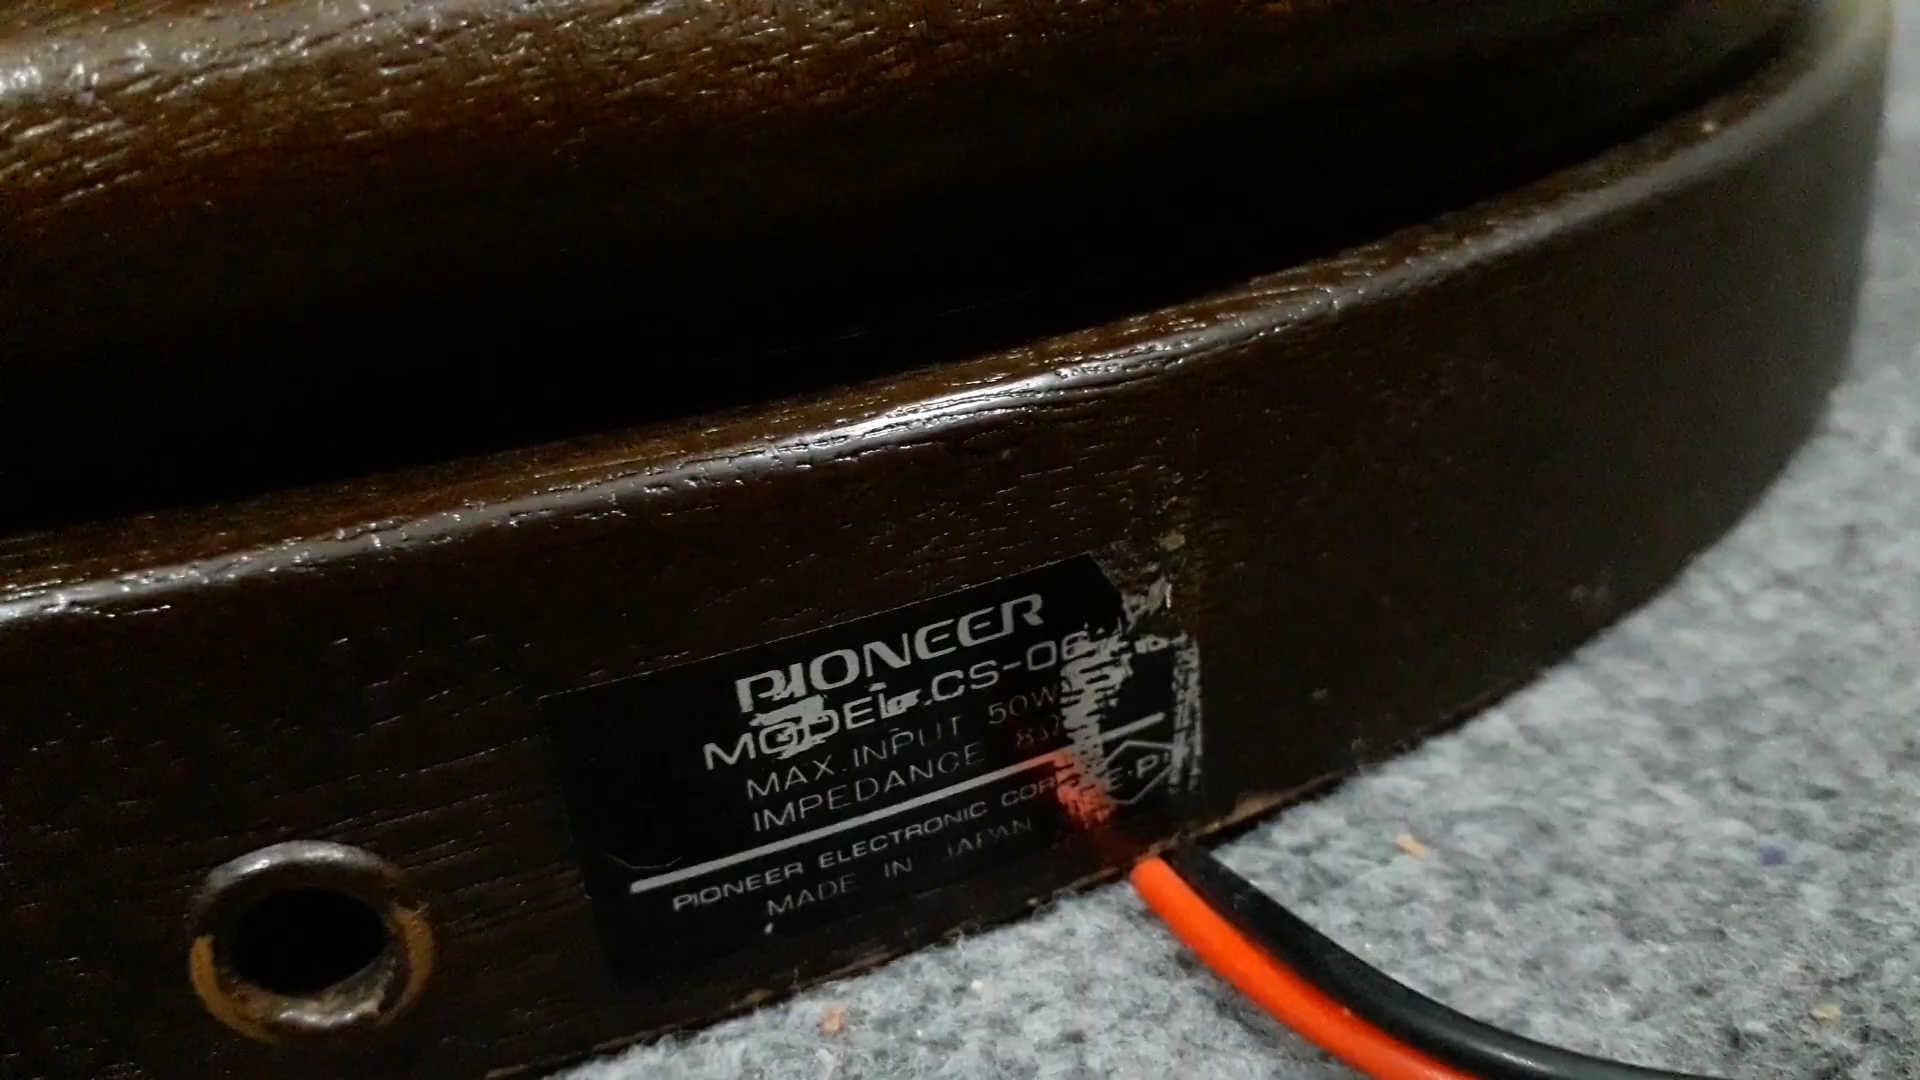 PIONEER
MODEL CS-06
MAX. INPUT 50W
IMPEDANCE 8Ω
PIONEER ELECTRONIC CORP
MADE IN JAPAN
E·P